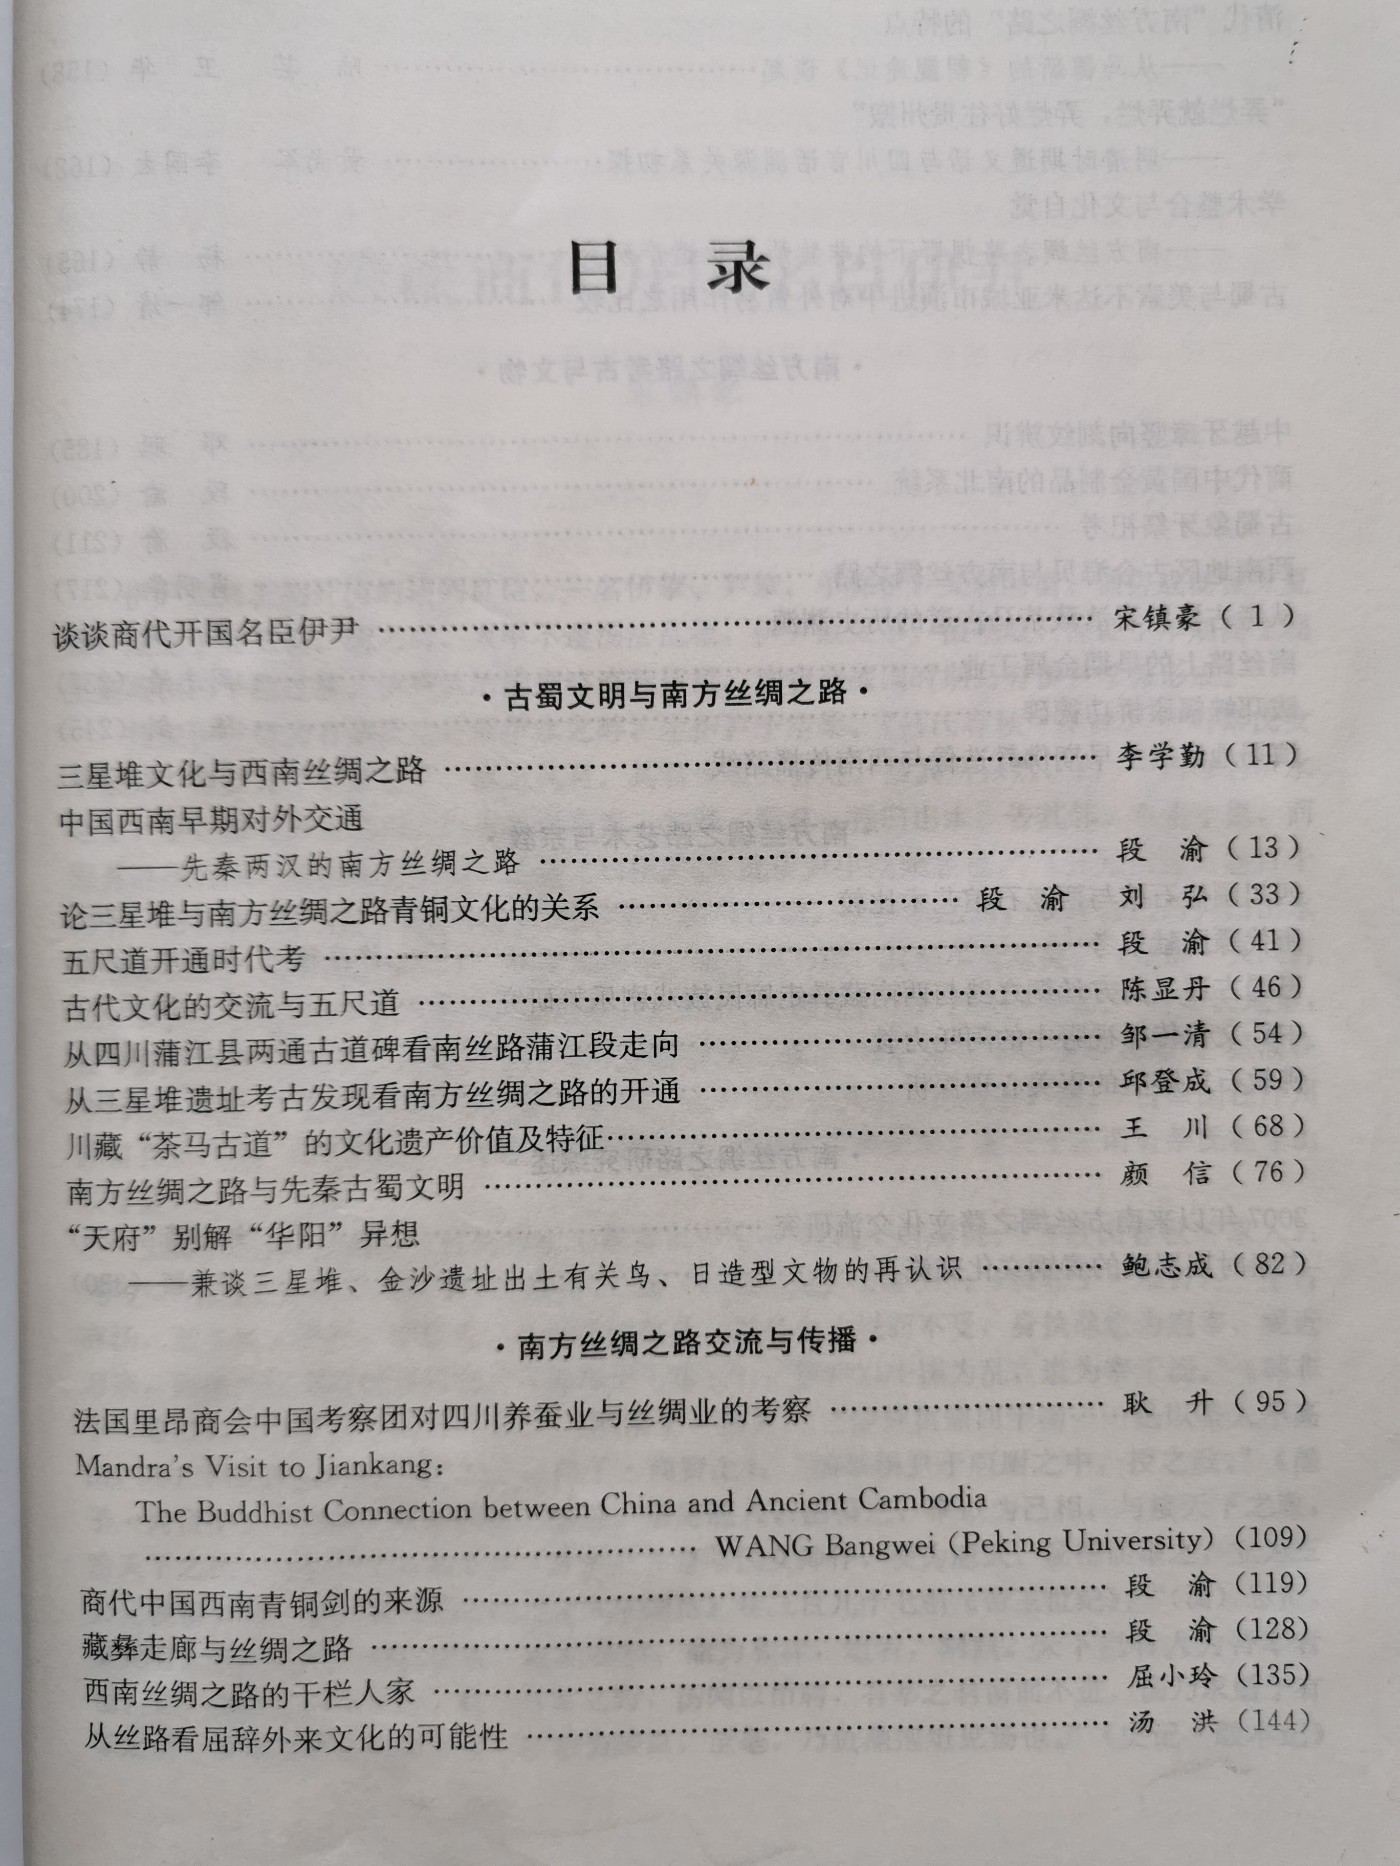 目 录
谈谈商代开国名臣伊尹 …… 宋镇豪 ( 1 )
·古蜀文明与南方丝绸之路·
三星堆文化与西南丝绸之路 …… 李学勤 ( 11 )
中国西南早期对外交通
——先秦两汉的南方丝绸之路 …… 段 渝 ( 13 )
论三星堆与南方丝绸之路青铜文化的关系 …… 段 渝 刘 弘 ( 33 )
五尺道开通时代考 …… 段 渝 ( 41 )
古代文化的交流与五尺道 …… 陈显丹 ( 46 )
从四川蒲江县两通古道碑看南丝路蒲江段走向 …… 邹一清 ( 54 )
从三星堆遗址考古发现看南方丝绸之路的开通 …… 邱登成 ( 59 )
川藏“茶马古道”的文化遗产价值及特征…… 王 川 ( 68 )
南方丝绸之路与先秦古蜀文明 …… 颜 信 ( 76 )
“天府”别解 “华阳”异想
——兼谈三星堆、金沙遗址出土有关鸟、日造型文物的再认识 …… 鲍志成 ( 82 )
·南方丝绸之路交流与传播·
法国里昂商会中国考察团对四川养蚕业与丝绸业的考察 …… 耿 升 ( 95 )
Mandra's Visit to Jiankang:
The Buddhist Connection between China and Ancient Cambodia
…… WANG Bangwei (Peking University) (109)
商代中国西南青铜剑的来源 …… 段 渝 (119)
藏彝走廊与丝绸之路 …… 段 渝 (128)
西南丝绸之路的干栏人家 …… 屈小玲 (135)
从丝路看屈辞外来文化的可能性 …… 汤 洪 (144)